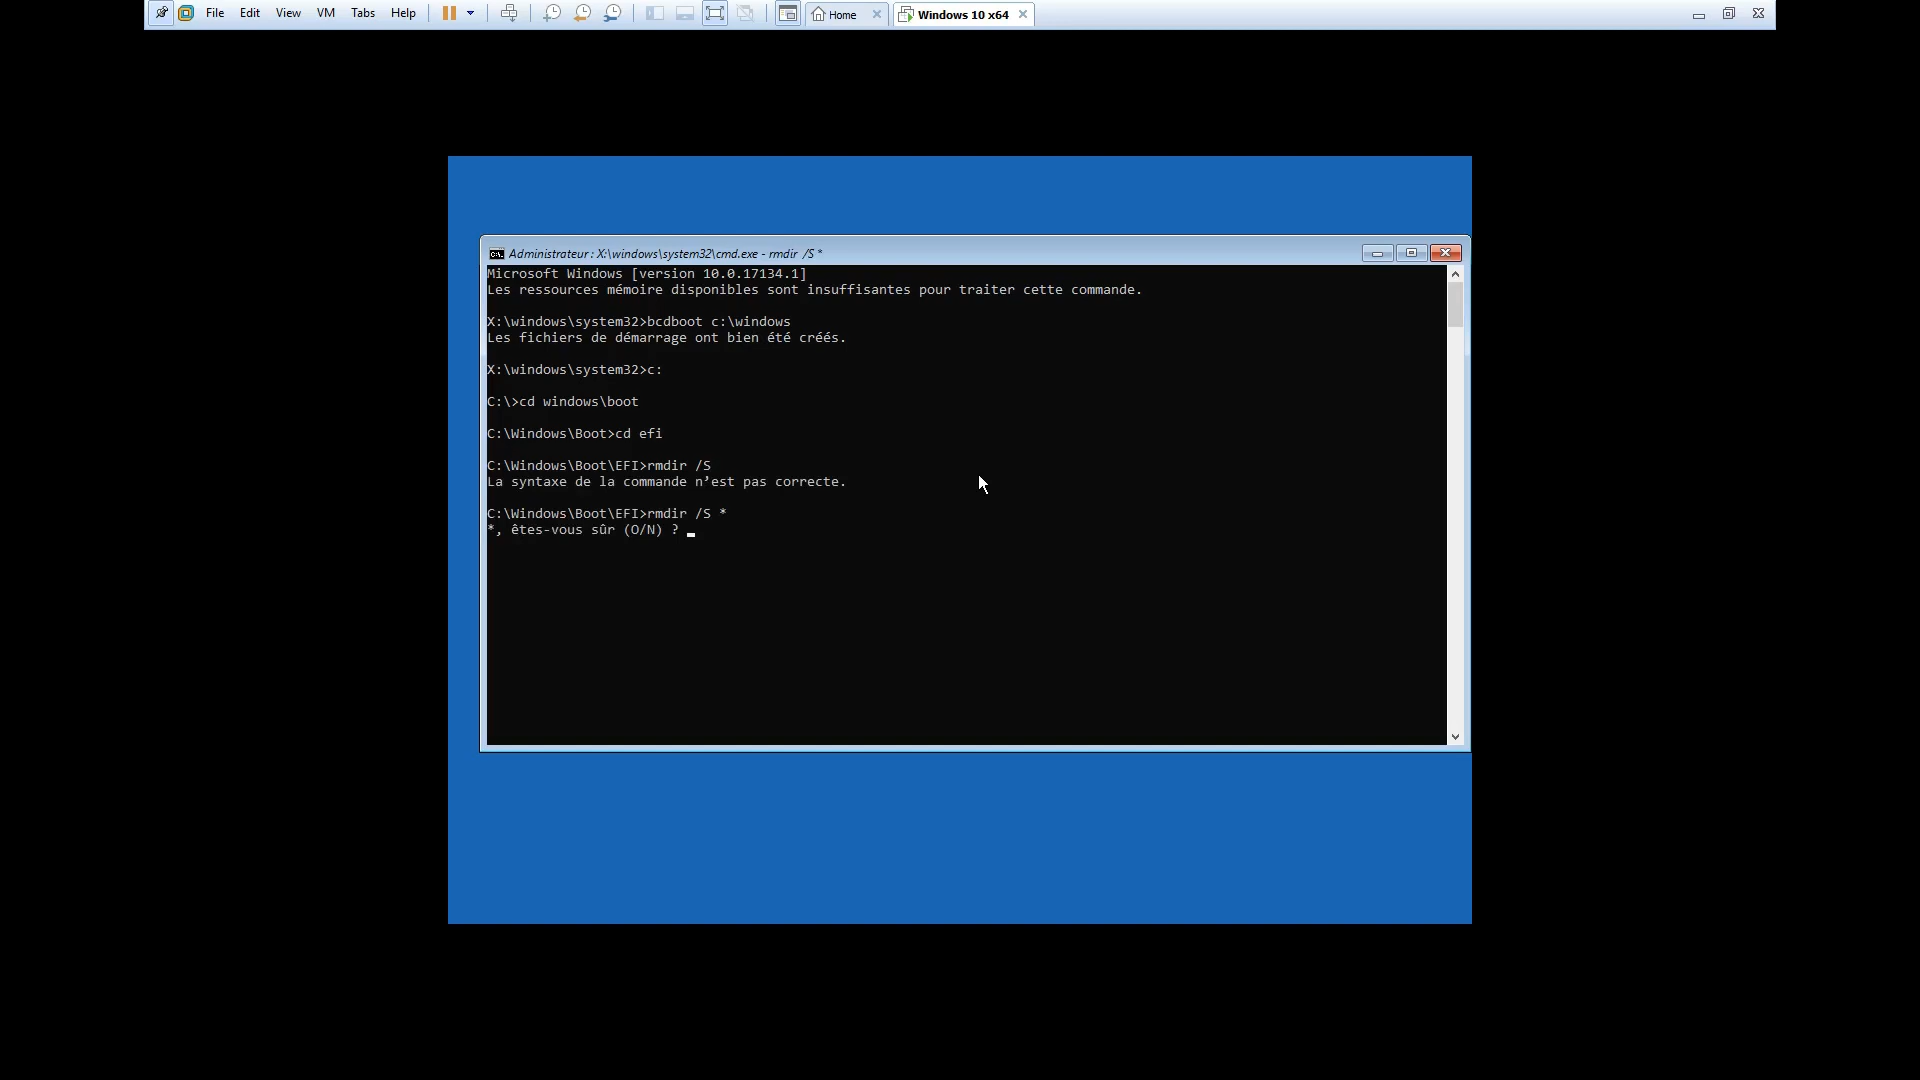 File Edit View VM Tabs Help
Home
Windows 10 x64
Administrateur : X:\windows\system32\cmd.exe - rmdir /S *
Microsoft Windows [version 10.0.17134.1]
Les ressources mémoire disponibles sont insuffisantes pour traiter cette commande.
X:\windows\system32>bcdboot c:\windows
Les fichiers de démarrage ont bien été créés.
X:\windows\system32>c:
C:\>cd windows\boot
C:\Windows\Boot>cd efi
C:\Windows\Boot\EFI>rmdir /S
La syntaxe de la commande n’est pas correcte.
C:\Windows\Boot\EFI>rmdir /S *
*, êtes-vous sûr (O/N) ?